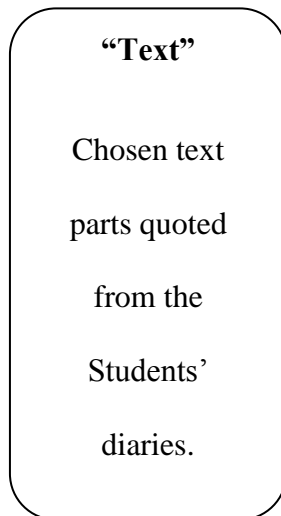 “Text”
Chosen text
parts quoted
from the
Students’
diaries.